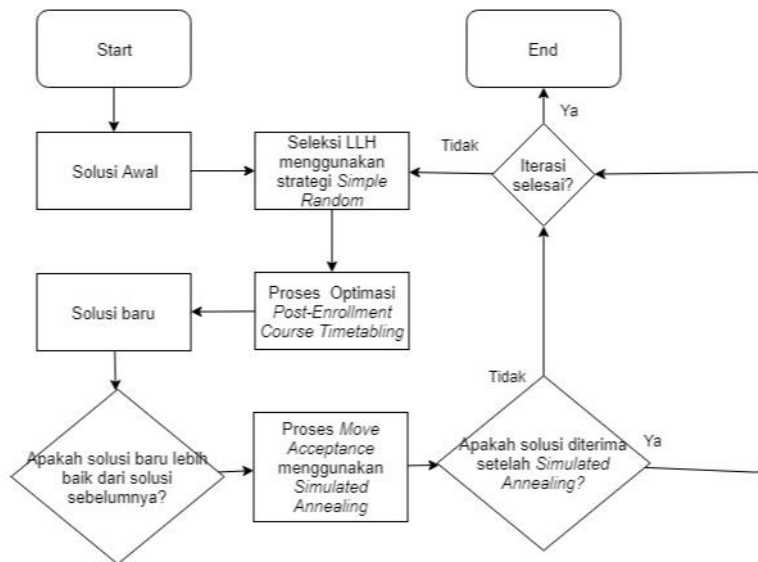 Start
End
Ya
Tidak
Solusi Awal
Seleksi LLH
menggunakan
strategi Simple
Random
Iterasi
selesai?
Solusi baru
Proses Optimasi
Post-Enrollment
Course Timetabling
Tidak
Apakah solusi baru lebih
baik dari solusi
sebelumnya?
Proses Move
Acceptance
menggunakan
Simulated
Annealing
Apakah solusi diterima
setelah Simulated
Annealing?
Ya